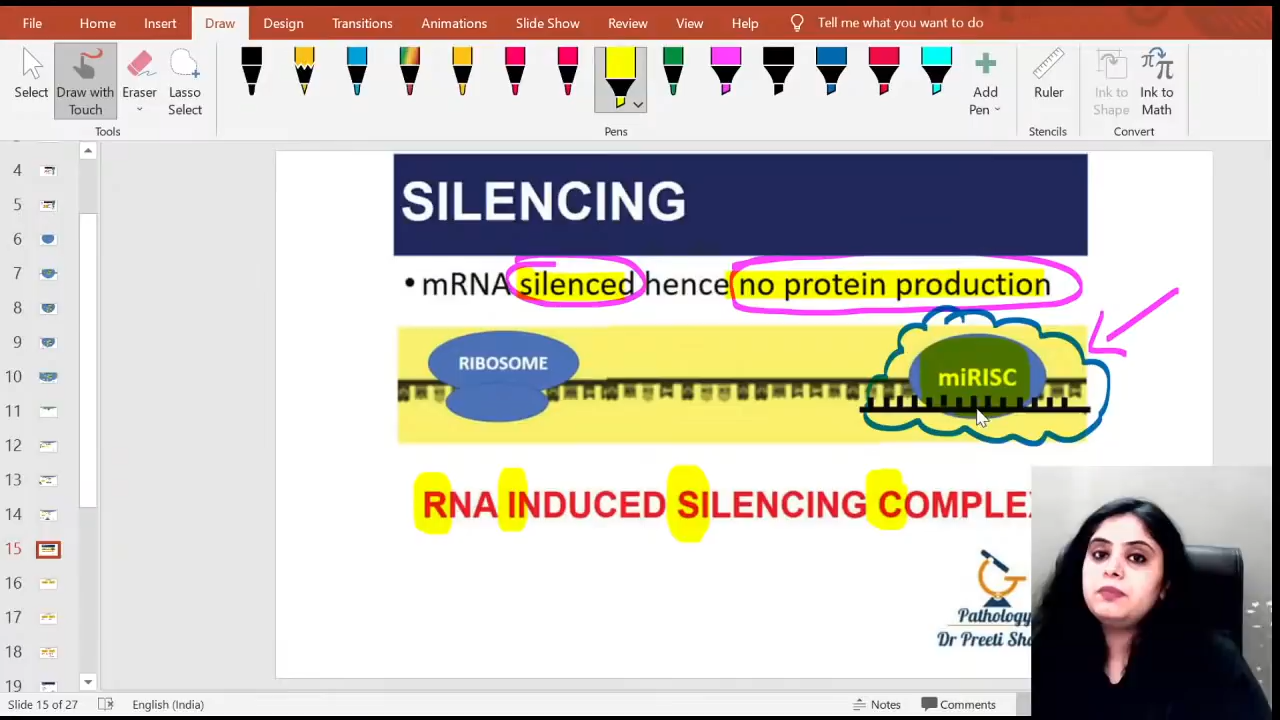 File Home Insert Draw Design Transitions Animations Slide Show Review View Help Tell me what you want to do
Select
Draw with
Touch
Eraser
Lasso
Select
Add
Pen
Ruler
Ink to
Shape
Ink to
Math
Tools
Pens
Stencils
Convert
4
5
6
7
8
9
10
11
12
13
14
15
16
17
18
19
SILENCING
• mRNA silenced hence no protein production
RIBOSOME
miRISC
RNA INDUCED SILENCING
Pathology
Dr Preeti
Slide 15 of 27
English (India)
Notes
Comments